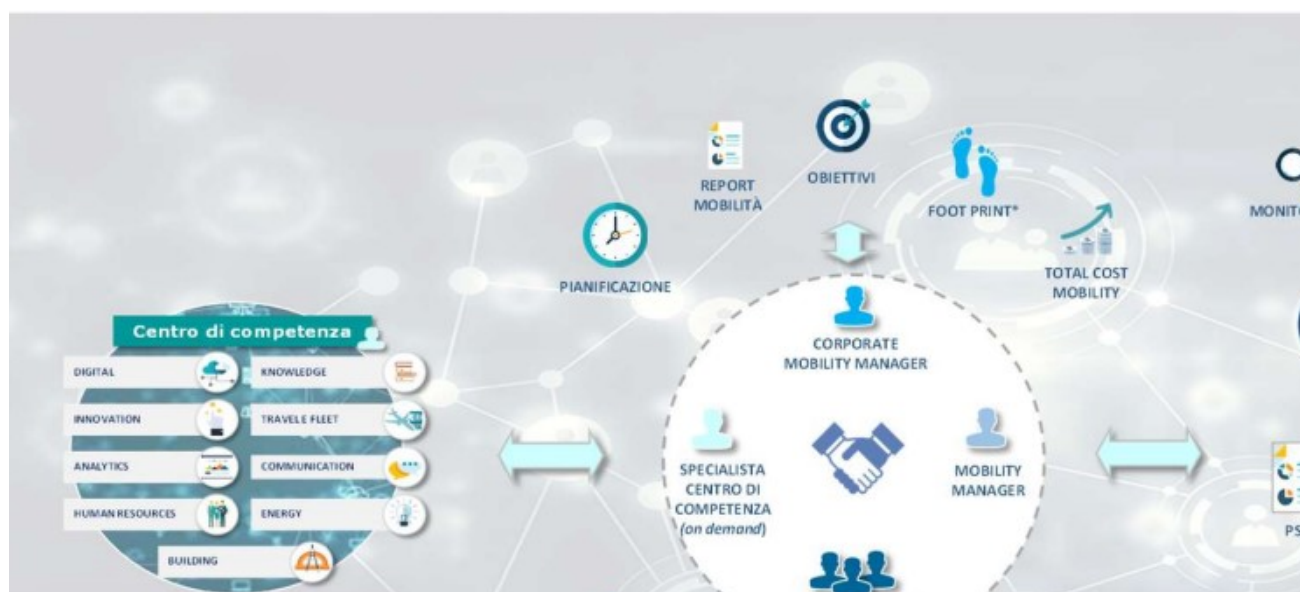 REPORT
MOBILITÀ
OBIETTIVI
FOOT PRINT*
TOTAL COST
MOBILITY
PIANIFICAZIONE
Centro di competenza
DIGITAL
KNOWLEDGE
INNOVATION
TRAVEL E FLEET
ANALYTICS
COMMUNICATION
HUMAN RESOURCES
ENERGY
BUILDING
CORPORATE
MOBILITY MANAGER
SPECIALISTA
CENTRO DI
COMPETENZA
(on demand)
MOBILITY
MANAGER